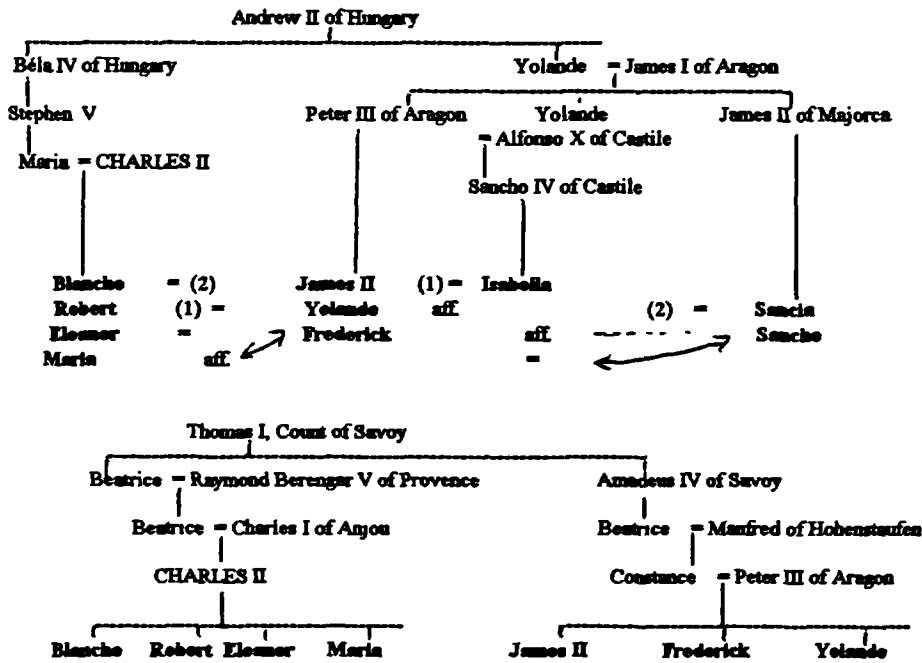 Andrew II of Hungary
Béla IV of Hungary Yolande = James I of Aragon
Stephen V Peter III of Aragon Yolande James II of Majorca
= Alfonso X of Castile
Maria = CHARLES II
Sancho IV of Castile
Blanche = (2) James II (1) = Isabella
Robert (1) = Yolande aff. (2) = Sancia
Eleanor = Frederick aff. Sancho
Maria aff. =
Thomas I, Count of Savoy
Beatrice = Raymond Berengar V of Provence Amadeus IV of Savoy
Beatrice = Charles I of Anjou Beatrice = Manfred of Hohenstaufen
CHARLES II Constance = Peter III of Aragon
Blanche Robert Eleanor Maria James II Frederick Yolande